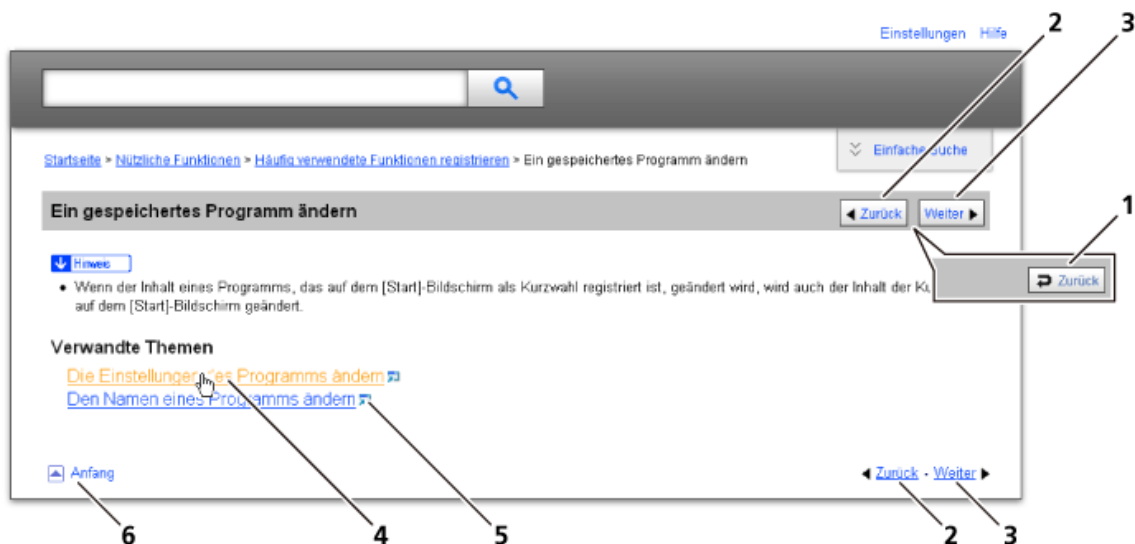 2 3
Einstellungen Hilfe
Startseite > Nützliche Funktionen > Häufig verwendete Funktionen registrieren > Ein gespeichertes Programm ändern
Einfache Suche
Ein gespeichertes Programm ändern
Zurück Weiter
1
Zurück
Hinweis
• Wenn der Inhalt eines Programms, das auf dem [Start]-Bildschirm als Kurzwahl registriert ist, geändert wird, wird auch der Inhalt der
auf dem [Start]-Bildschirm geändert.
Verwandte Themen
Die Einstellungen des Programms ändern
Den Namen eines Programms ändern
Anfang
Zurück - Weiter
6 4 5 2 3